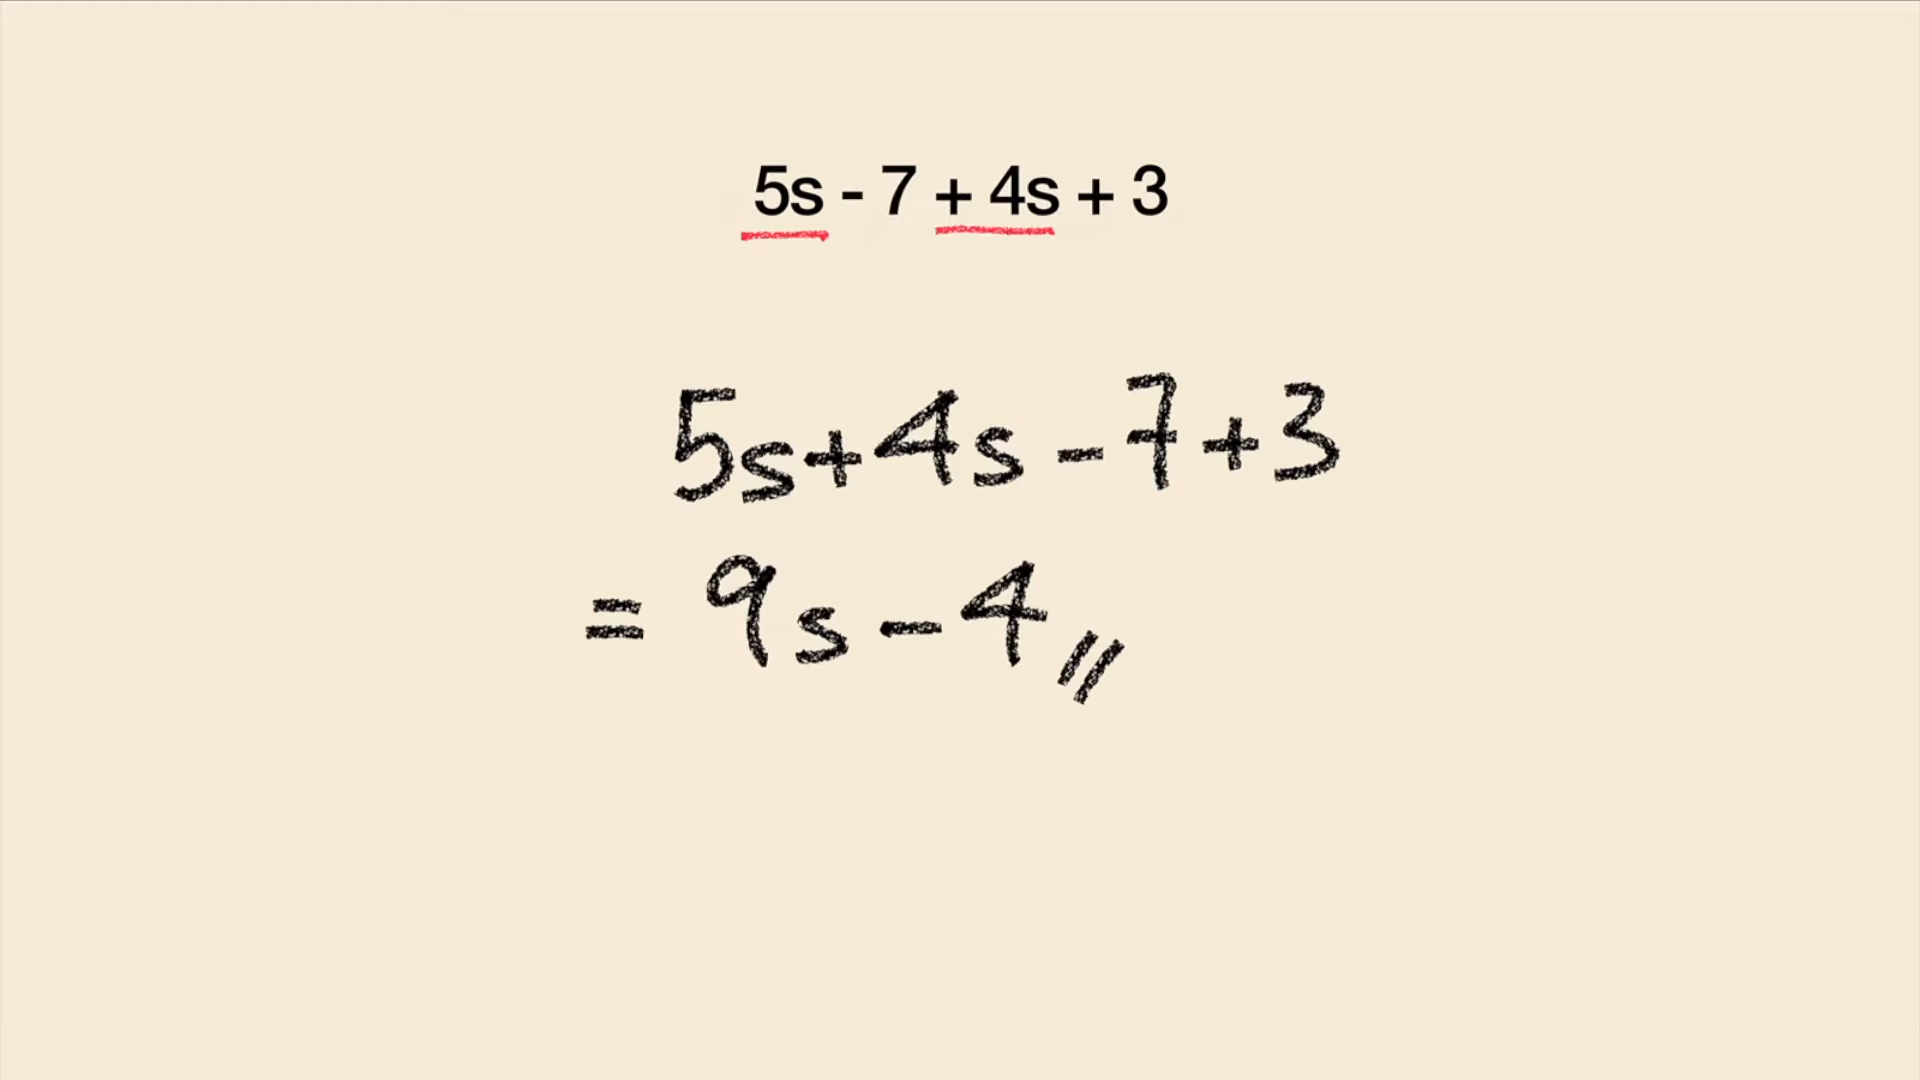 5s - 7 + 4s + 3
5s+4s-7+3
= 9s-4